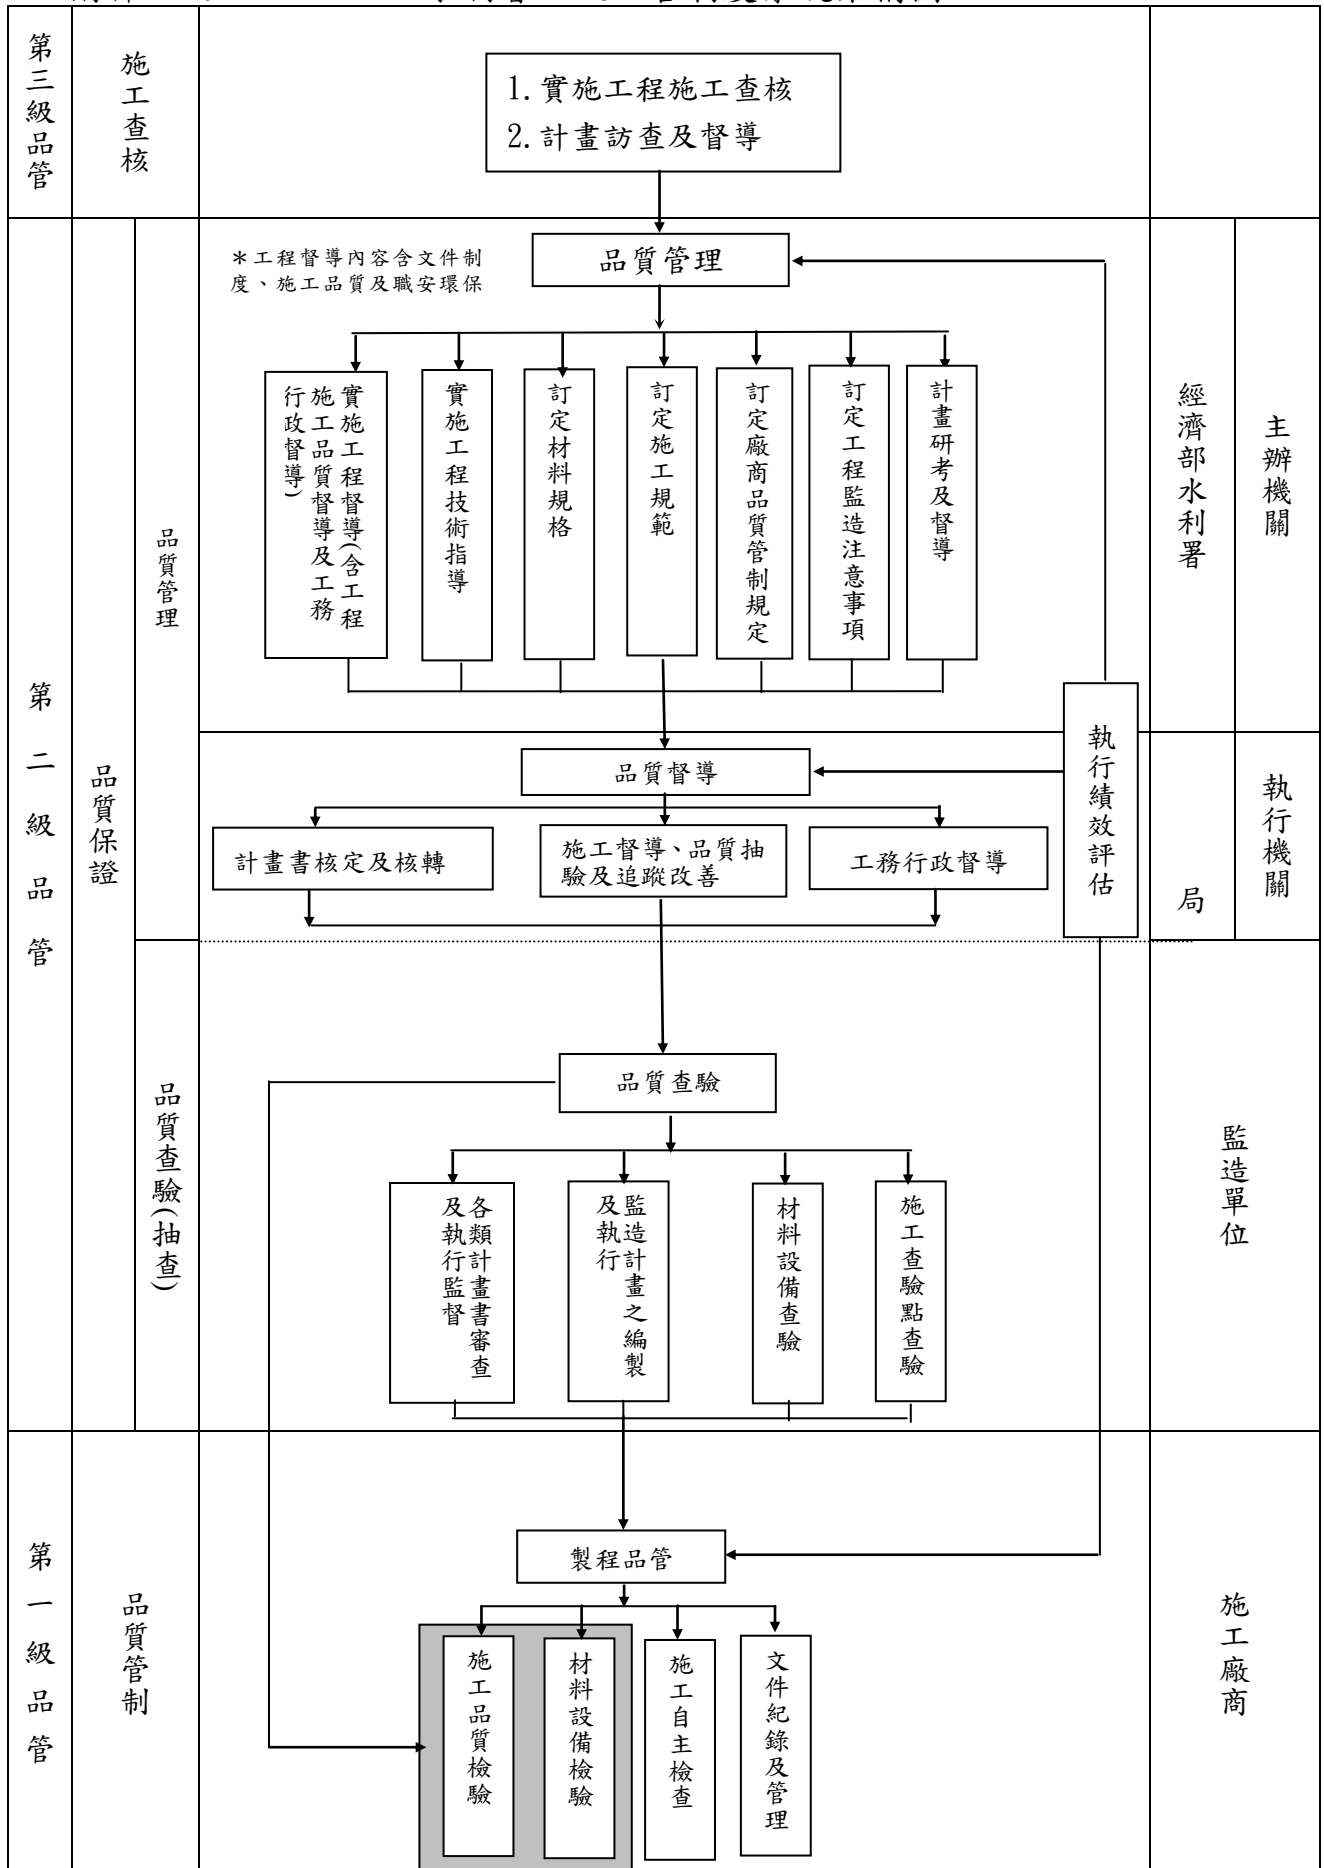 第三級品管
施工查核
1.實施工程施工查核
2.計畫訪查及督導
第二級品管
品質保證
品質管理
*工程督導內容含文件制
度、施工品質及職安環保
品質管理
實施工程督導(含工程
施工品質督導及工務
行政督導)
實施工程技術指導
訂定材料規格
訂定施工規範
訂定廠商品質管制規定
訂定工程監造注意事項
計畫研考及督導
經濟部水利署
主辦機關
執行績效評估
品質督導
計畫書核定及核轉
施工督導、品質抽
驗及追蹤改善
工務行政督導
局
執行機關
品質查驗(抽查)
品質查驗
各類計畫書審查
及執行監督
監造計畫之編製
及執行
材料設備查驗
施工查驗點查驗
監造單位
第一級品管
品質管制
製程品管
施工品質檢驗
材料設備檢驗
施工自主檢查
文件紀錄及管理
施工廠商